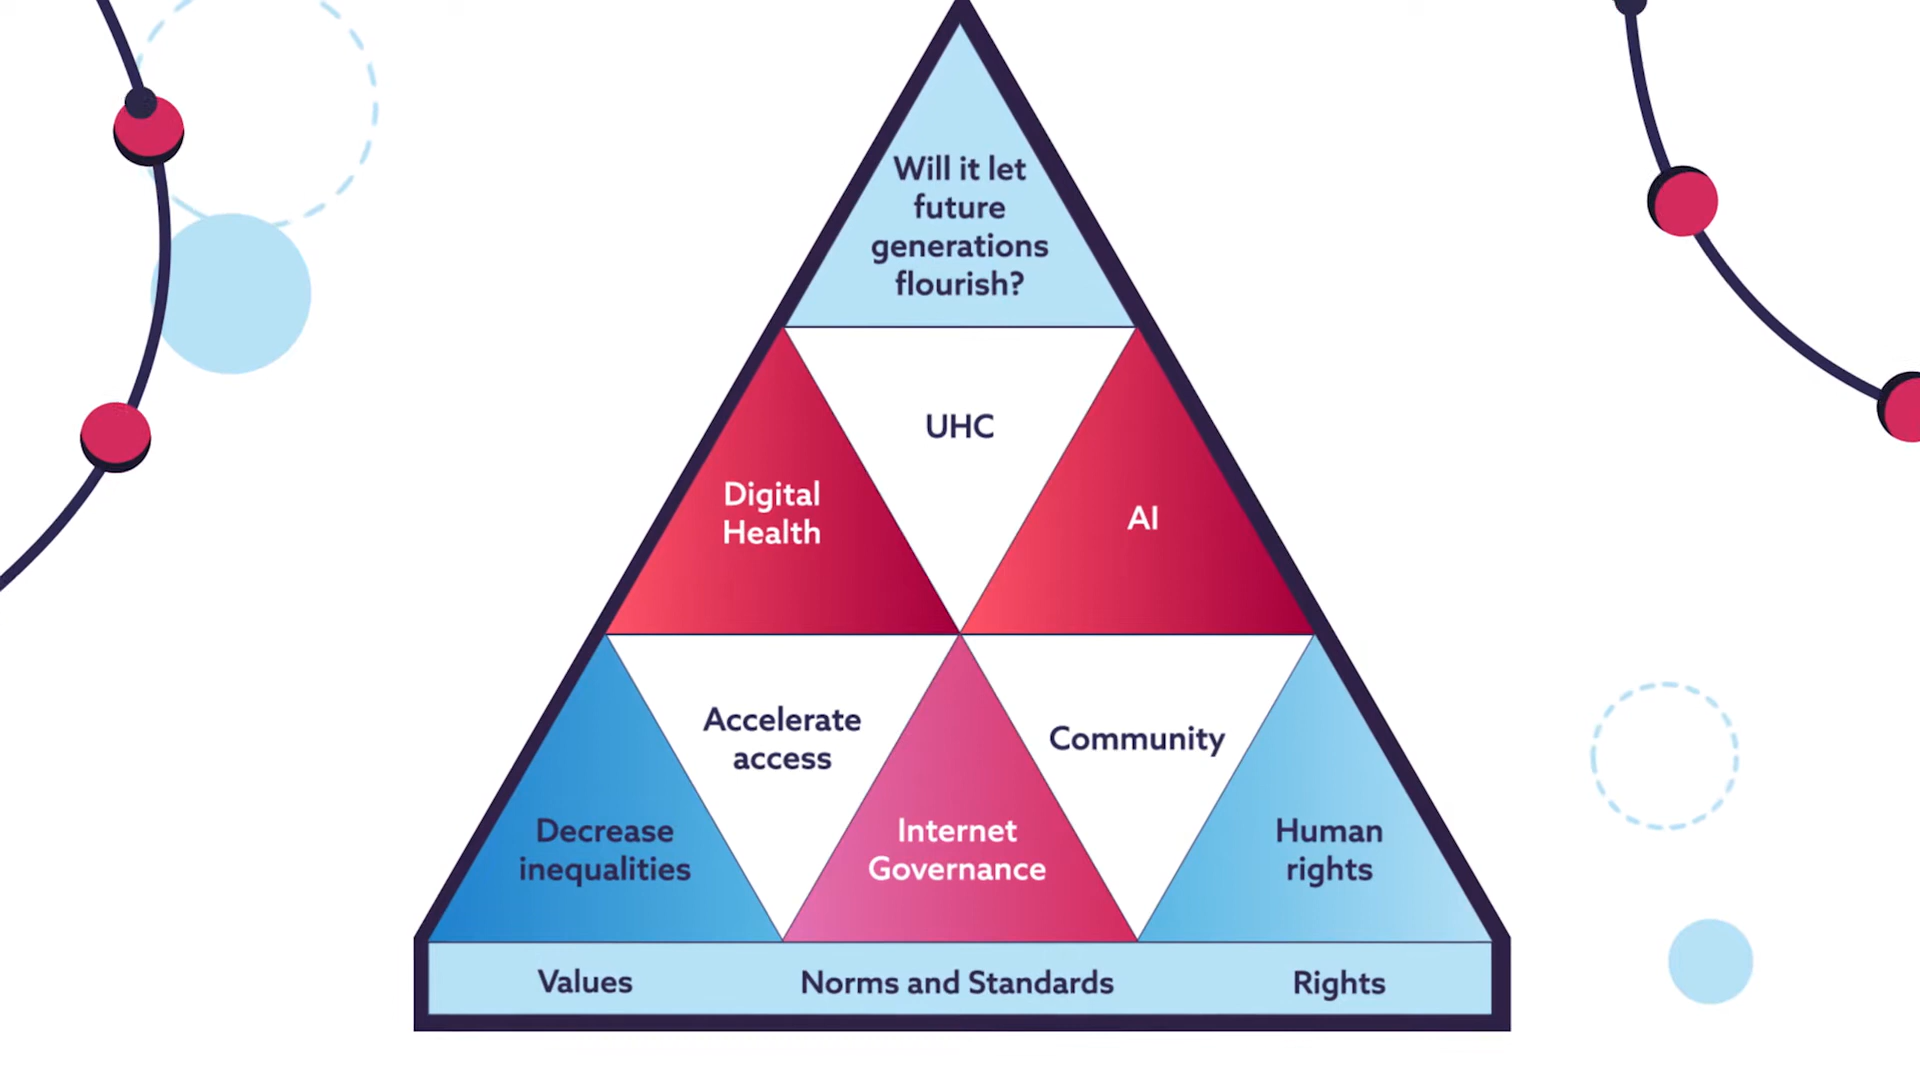 Will it let
future
generations
flourish?
UHC
Digital
Health
AI
Accelerate
access
Community
Decrease
inequalities
Internet
Governance
Human
rights
Values
Norms and Standards
Rights